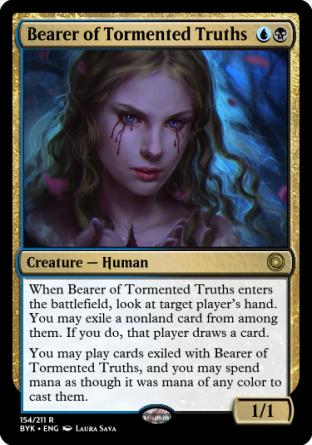 Bearer of Tormented Truths
Creature — Human
When Bearer of Tormented Truths enters
the battlefield, look at target player's hand.
You may exile a nonland card from among
them. If you do, that player draws a card.
You may play cards exiled with Bearer of
Tormented Truths, and you may spend
mana as though it was mana of any color to
cast them.
1/1
154/211 R
BYK • ENG Laura Sava